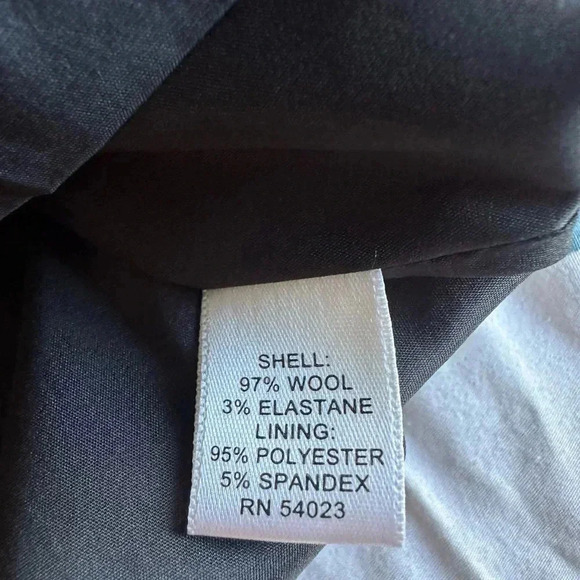 SHELL:
97% WOOL
3% ELASTANE
LINING:
95% POLYESTER
5% SPANDEX
RN 54023